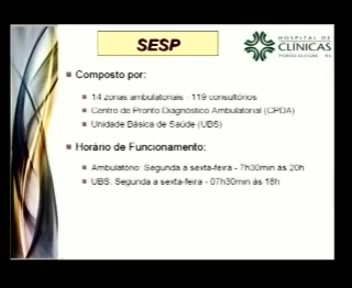 SESP
HOSPITAL DE
CLÍNICAS
PORTO ALEGRE RS
Composto por:
14 zonas ambulatoriais - 119 consultórios
Centro de Pronto Diagnóstico Ambulatorial (CPDA)
Unidade Básica de Saúde (UBS)
Horário de Funcionamento:
Ambulatório: Segunda a sexta-feira - 7h30min às 20h
UBS: Segunda a sexta-feira - 07h30min às 18h